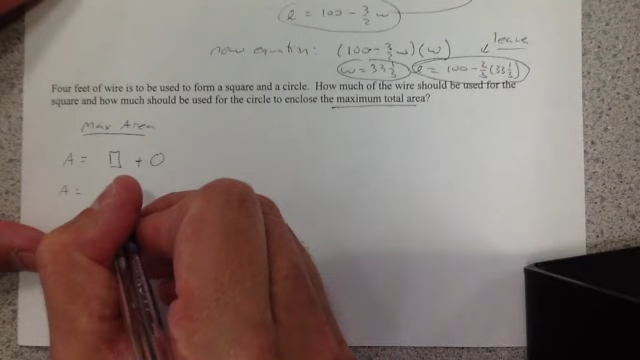 l = 100 - 3/2 w
new equation: (100 - 3/2 w)(w) leave
w = 33 1/3 l = 100 - 2/3 (33 1/3)
Four feet of wire is to be used to form a square and a circle. How much of the wire should be used for the
square and how much should be used for the circle to enclose the maximum total area?
Max Area
A = □ + ○
A =